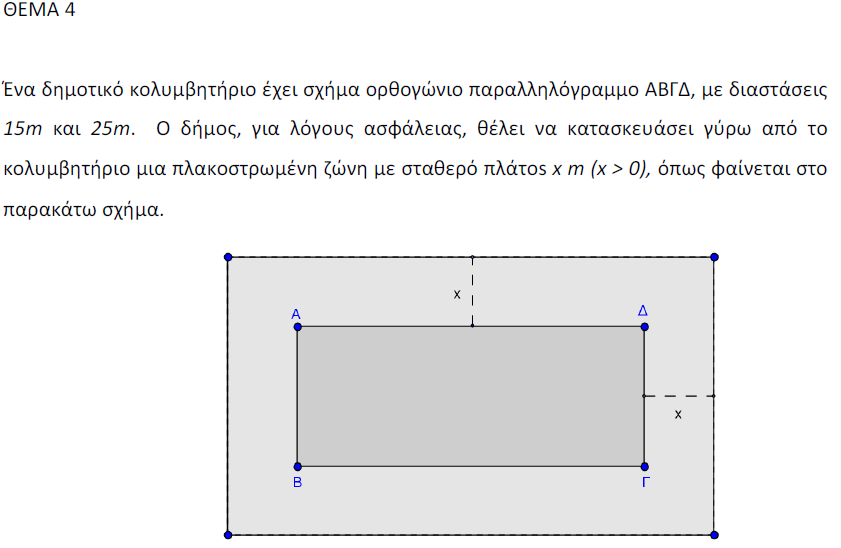 ΘΕΜΑ 4
Ένα δημοτικό κολυμβητήριο έχει σχήμα ορθογώνιο παραλληλόγραμμο ΑΒΓΔ, με διαστάσεις
15m και 25m. Ο δήμος, για λόγους ασφάλειας, θέλει να κατασκευάσει γύρω από το
κολυμβητήριο μια πλακοστρωμένη ζώνη με σταθερό πλάτος x m (x > 0), όπως φαίνεται στο
παρακάτω σχήμα.
x
Α
Δ
x
Β
Γ